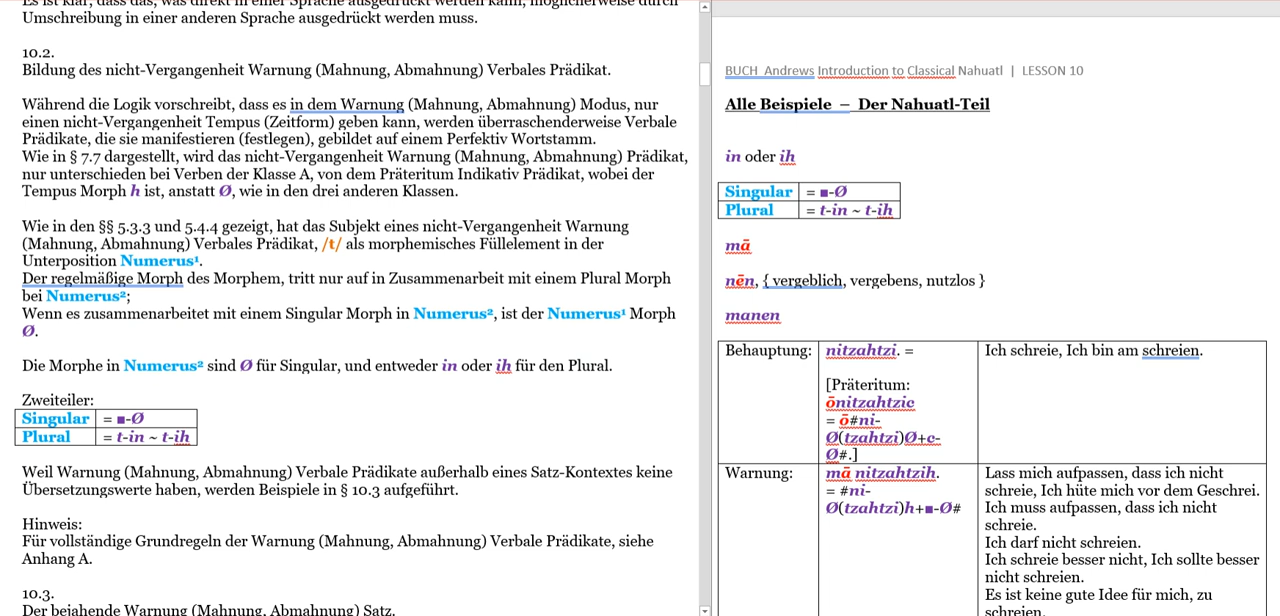 Es ist klar, dass das, was direkt in einer Sprache ausgedrückt werden kann, möglicherweise durch
Umschreibung in einer anderen Sprache ausgedrückt werden muss.
10.2.
Bildung des nicht-Vergangenheit Warnung (Mahnung, Abmahnung) Verbales Prädikat.
Während die Logik vorschreibt, dass es in dem Warnung (Mahnung, Abmahnung) Modus, nur
einen nicht-Vergangenheit Tempus (Zeitform) geben kann, werden überraschenderweise Verbale
Prädikate, die sie manifestieren (festlegen), gebildet auf einem Perfektiv Wortstamm.
Wie in § 7.7 dargestellt, wird das nicht-Vergangenheit Warnung (Mahnung, Abmahnung) Prädikat,
nur unterschieden bei Verben der Klasse A, von dem Präteritum Indikativ Prädikat, wobei der
Tempus Morph h ist, anstatt Ø, wie in den drei anderen Klassen.
Wie in den §§ 5.3.3 und 5.4.4 gezeigt, hat das Subjekt eines nicht-Vergangenheit Warnung
(Mahnung, Abmahnung) Verbales Prädikat, /t/ als morphemisches Füllelement in der
Unterposition Numerus¹.
Der regelmäßige Morph des Morphem, tritt nur auf in Zusammenarbeit mit einem Plural Morph
bei Numerus²;
Wenn es zusammenarbeitet mit einem Singular Morph in Numerus², ist der Numerus¹ Morph
Ø.
Die Morphe in Numerus² sind Ø für Singular, und entweder in oder ih für den Plural.
Zweiteiler:
Singular = ■-Ø
Plural = t-in ~ t-ih
Weil Warnung (Mahnung, Abmahnung) Verbale Prädikate außerhalb eines Satz-Kontextes keine
Übersetzungswerte haben, werden Beispiele in § 10.3 aufgeführt.
Hinweis:
Für vollständige Grundregeln der Warnung (Mahnung, Abmahnung) Verbale Prädikate, siehe
Anhang A.
10.3.
Der bejahende Warnung (Mahnung, Abmahnung) Satz.
BUCH Andrews Introduction to Classical Nahuatl | LESSON 10
Alle Beispiele – Der Nahuatl-Teil
in oder ih
Singular = ■-Ø
Plural = t-in ~ t-ih
mā
nēn, { vergeblich, vergebens, nutzlos }
manen
Behauptung: nitzahtzi. = Ich schreie, Ich bin am schreien.
[Präteritum:
ōnitzahtzic
= ō#ni-
Ø(tzahtzi)Ø+c-
Ø#.]
Warnung: mā nitzahtzih. Lass mich aufpassen, dass ich nicht
= #ni- schreie, Ich hüte mich vor dem Geschrei.
Ø(tzahtzi)h+■-Ø# Ich muss aufpassen, dass ich nicht
schreie.
Ich darf nicht schreien.
Ich schreie besser nicht, Ich sollte besser
nicht schreien.
Es ist keine gute Idee für mich, zu
schreien.